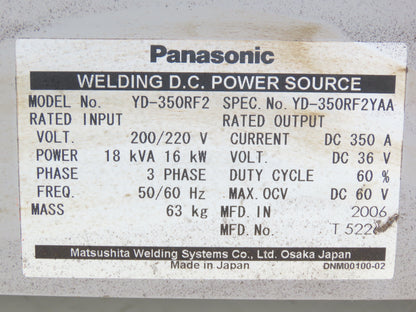 Panasonic
WELDING D.C. POWER SOURCE
MODEL No. YD-350RF2 SPEC. No. YD-350RF2YAA
RATED INPUT RATED OUTPUT
VOLT. 200/220 V CURRENT DC 350 A
POWER 18 kVA 16 kW VOLT. DC 36 V
PHASE 3 PHASE DUTY CYCLE 60 %
FREQ. 50/60 Hz MAX. OCV DC 60 V
MASS 63 kg MFD. IN 2006
MFD. No.
Matsushita Welding Systems Co., Ltd. Osaka Japan
Made in Japan DNM00100-02